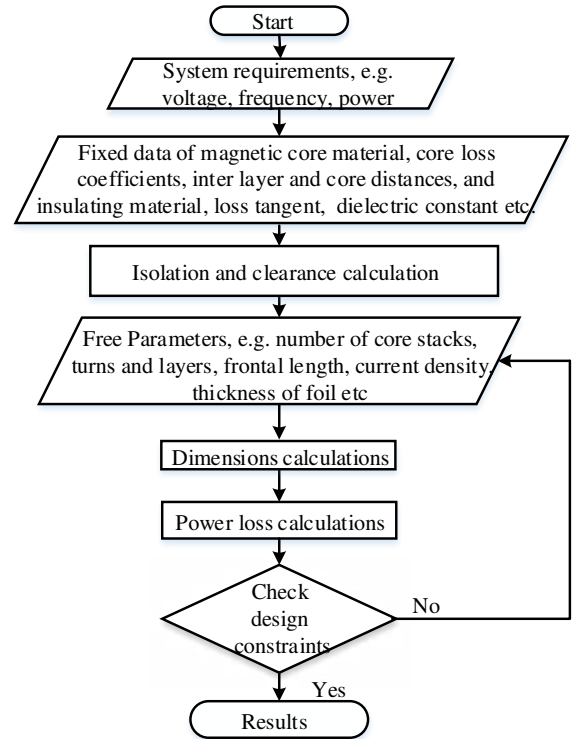 Start
System requirements, e.g.
voltage, frequency, power
Fixed data of magnetic core material, core loss
coefficients, inter layer and core distances, and
insulating material, loss tangent, dielectric constant etc.
Isolation and clearance calculation
Free Parameters, e.g. number of core stacks,
turns and layers, frontal length, current density,
thickness of foil etc
Dimensions calculations
Power loss calculations
Check
design
constraints
No
Yes
Results